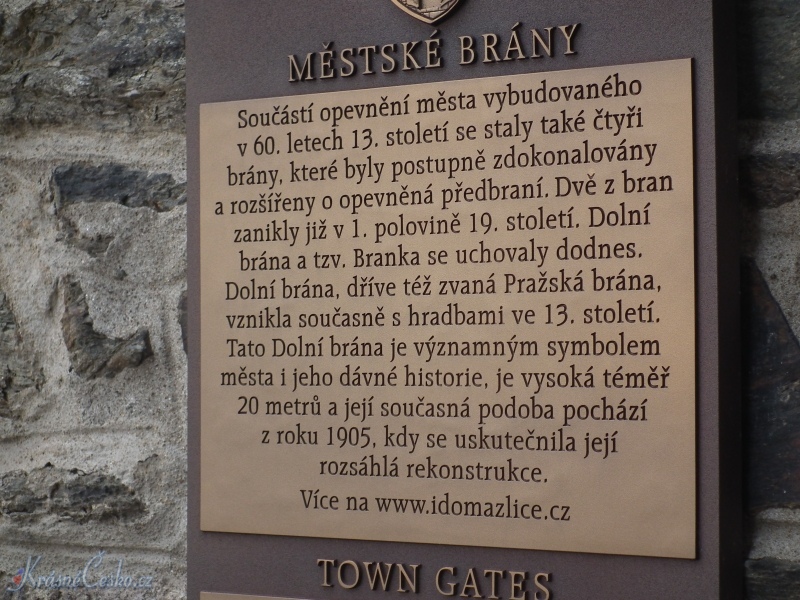 MĚSTSKÉ BRÁNY
Součástí opevnění města vybudovaného
v 60. letech 13. století se staly také čtyři
brány, které byly postupně zdokonalovány
a rozšířeny o opevněná předbraní. Dvě z bran
zanikly již v 1. polovině 19. století. Dolní
brána a tzv. Branka se uchovaly dodnes.
Dolní brána, dříve též zvaná Pražská brána,
vznikla současně s hradbami ve 13. století.
Tato Dolní brána je významným symbolem
města i jeho dávné historie, je vysoká téměř
20 metrů a její současná podoba pochází
z roku 1905, kdy se uskutečnila její
rozsáhlá rekonstrukce.
Více na www.idomazlice.cz
TOWN GATES
KrásnéČesko.cz